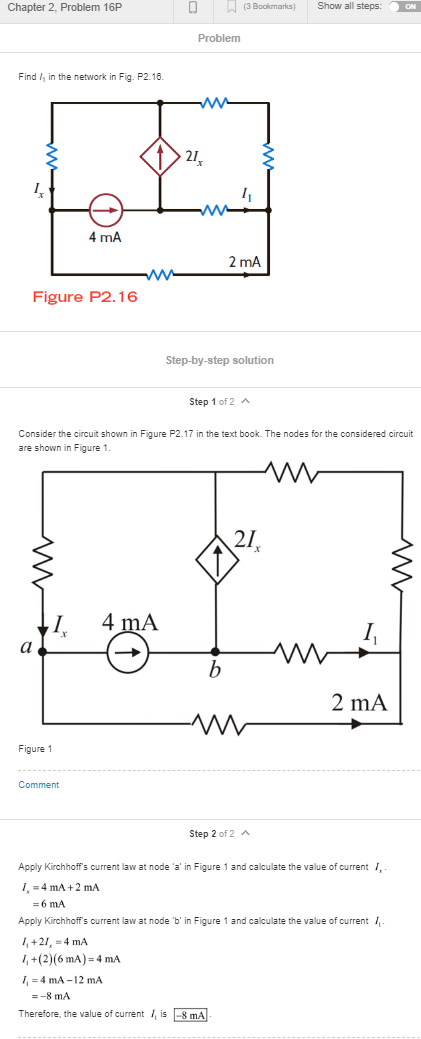 Chapter 2, Problem 16P
(3 Bookmarks)
Show all steps:
ON
Problem
Find I₁ in the network in Fig. P2.16.
2Iₓ
Iₓ
I₁
4 mA
2 mA
Figure P2.16
Step-by-step solution
Step 1 of 2
Consider the circuit shown in Figure P2.17 in the text book. The nodes for the considered circuit
are shown in Figure 1.
2Iₓ
Iₓ
4 mA
I₁
a
b
2 mA
Figure 1
Comment
Step 2 of 2
Apply Kirchhoff's current law at node 'a' in Figure 1 and calculate the value of current Iₓ.
Iₓ = 4 mA + 2 mA
= 6 mA
Apply Kirchhoff's current law at node 'b' in Figure 1 and calculate the value of current I₁.
I₁ + 2Iₓ = 4 mA
I₁ + (2)(6 mA) = 4 mA
I₁ = 4 mA − 12 mA
= −8 mA
Therefore, the value of current I₁ is −8 mA.